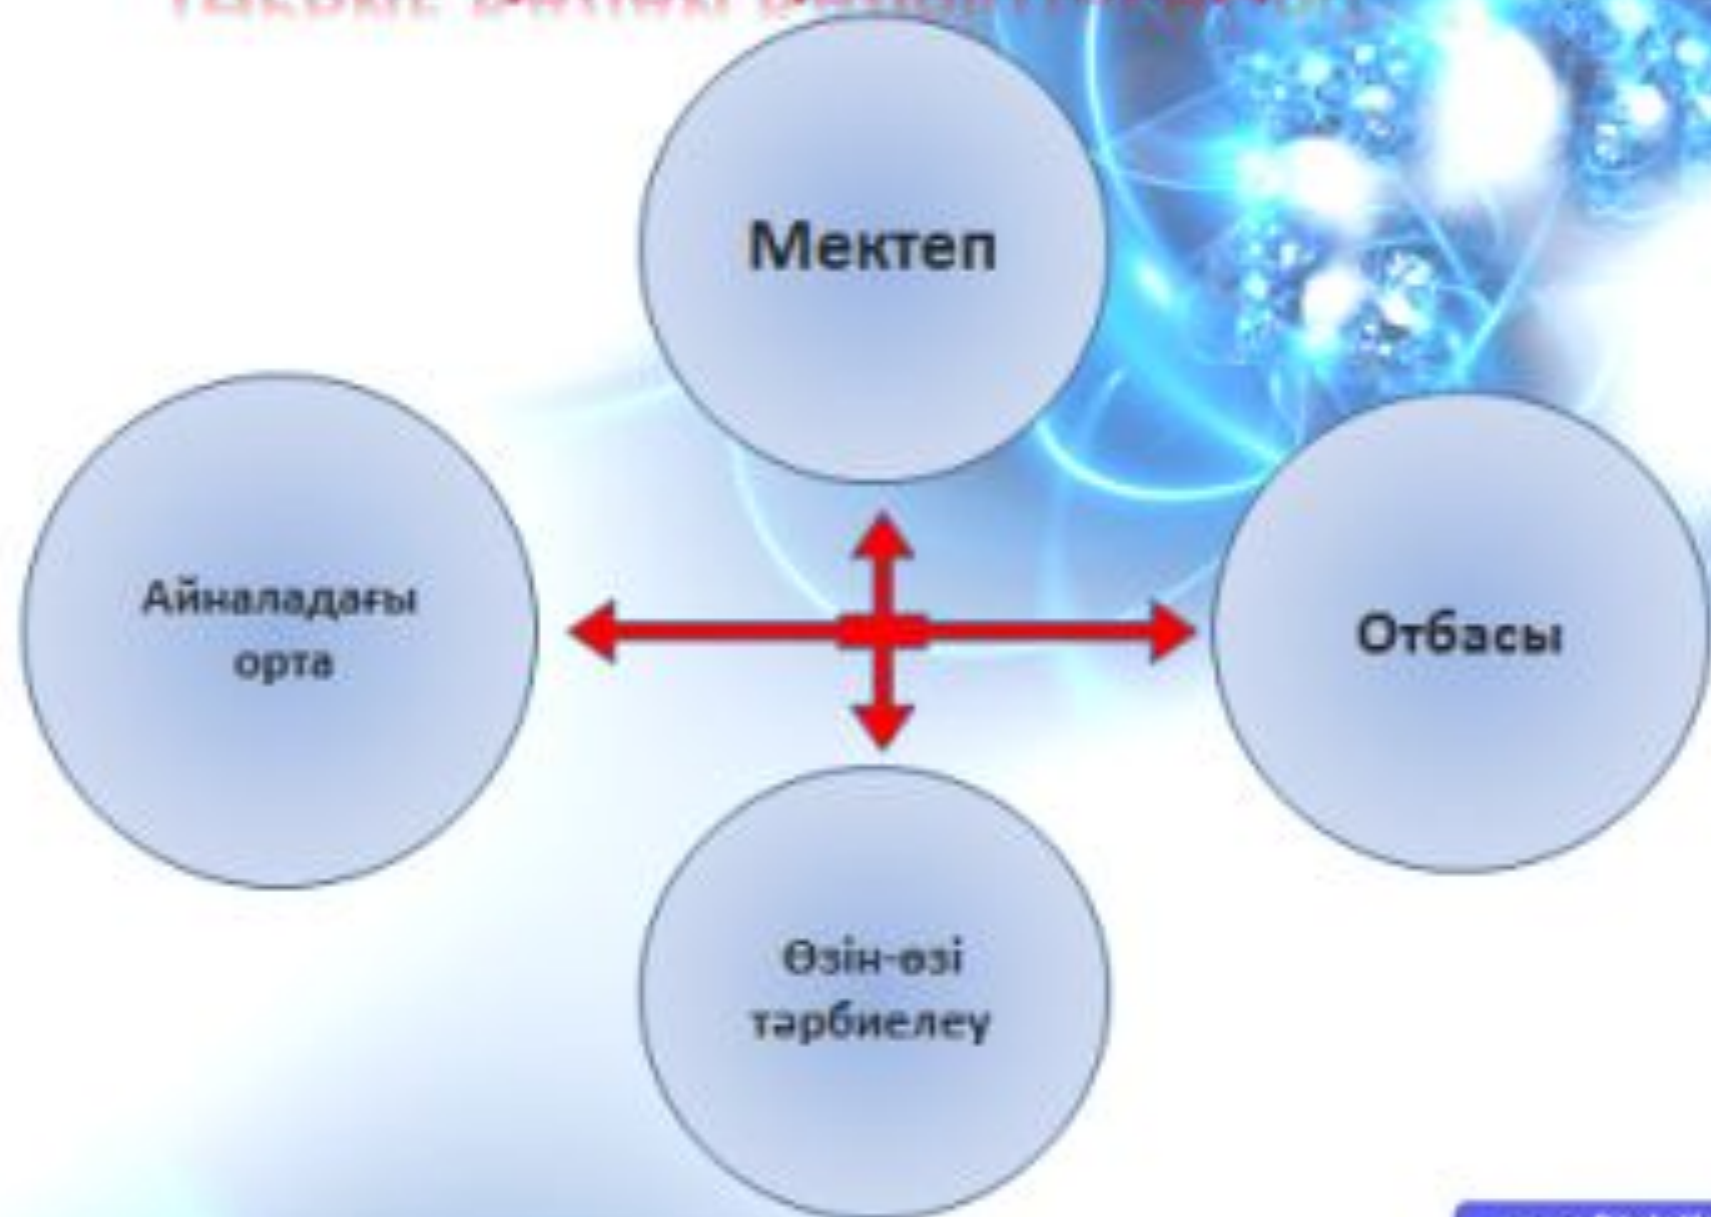 Мектеп
Айналадағы
орта
Отбасы
Өзін-өзі
тәрбиелеу